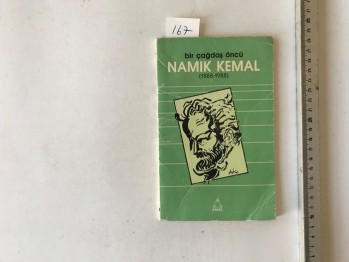 167
bir çağdaş öncü
NAMIK KEMAL
(1888-1988)